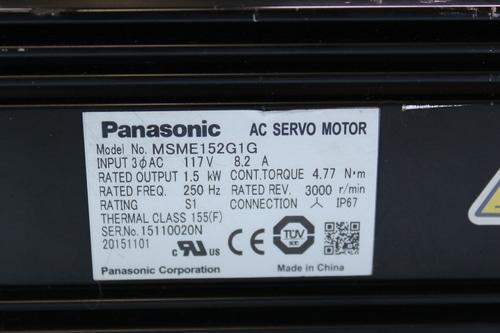 Panasonic AC SERVO MOTOR
Model No. MSME152G1G
INPUT 3ϕAC 117V 8.2 A
RATED OUTPUT 1.5 kW CONT.TORQUE 4.77 N·m
RATED FREQ. 250 Hz RATED REV. 3000 r/min
RATING S1 CONNECTION IP67
THERMAL CLASS 155(F)
SER.No.15110020N
20151101
c RU US CE TÜV
Panasonic Corporation Made in China